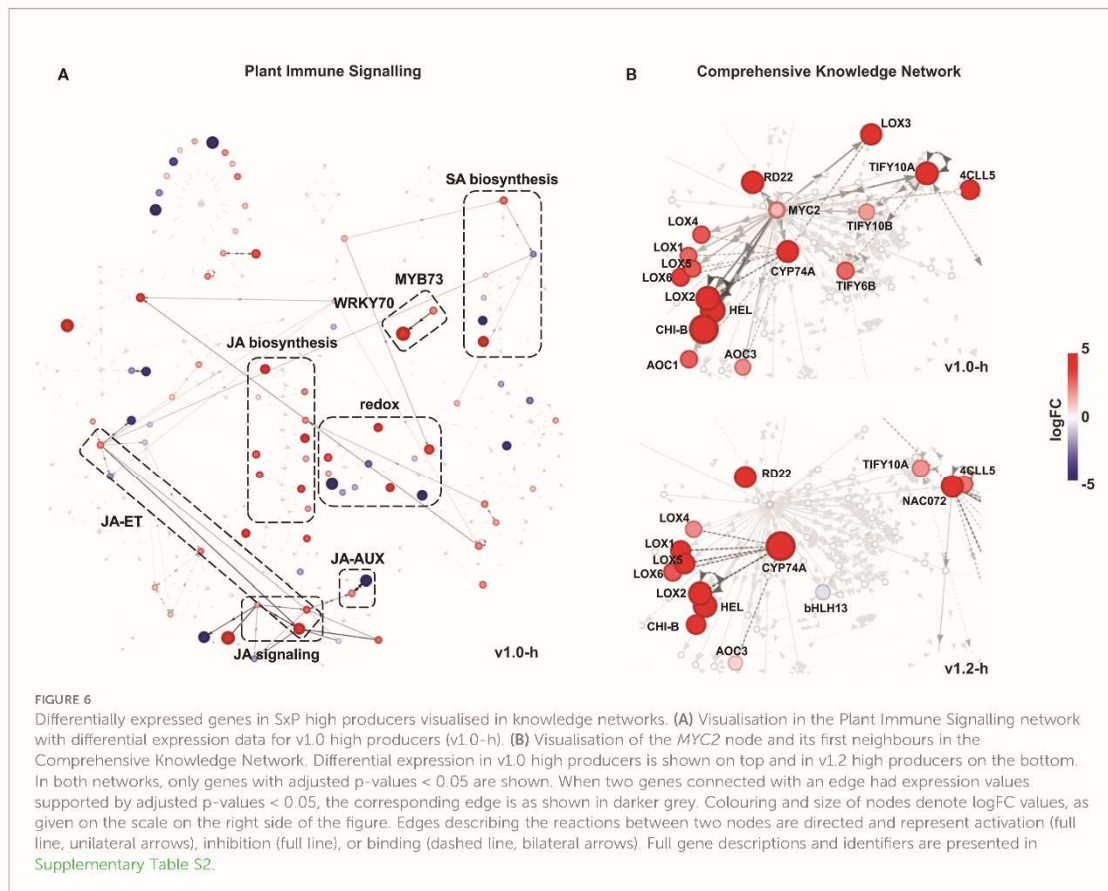 A
Plant Immune Signalling
SA biosynthesis
MYB73
WRKY70
JA biosynthesis
redox
JA-ET
JA-AUX
JA signaling
v1.0-h
B
Comprehensive Knowledge Network
LOX3
TIFY10A
4CLL5
RD22
MYC2
TIFY10B
LOX4
LOX1
LOX5
LOX6
CYP74A
TIFY6B
LOX2
HEL
CHI-B
AOC1
AOC3
v1.0-h
5
0
-5
logFC
TIFY10A
4CLL5
RD22
NAC072
LOX4
LOX1
LOX5
LOX6
CYP74A
LOX2
HEL
bHLH13
CHI-B
AOC3
v1.2-h
FIGURE 6
Differentially expressed genes in SxP high producers visualised in knowledge networks. (A) Visualisation in the Plant Immune Signalling network
with differential expression data for v1.0 high producers (v1.0-h). (B) Visualisation of the MYC2 node and its first neighbours in the
Comprehensive Knowledge Network. Differential expression in v1.0 high producers is shown on top and in v1.2 high producers on the bottom.
In both networks, only genes with adjusted p-values < 0.05 are shown. When two genes connected with an edge had expression values
supported by adjusted p-values < 0.05, the corresponding edge is as shown in darker grey. Colouring and size of nodes denote logFC values, as
given on the scale on the right side of the figure. Edges describing the reactions between two nodes are directed and represent activation (full
line, unilateral arrows), inhibition (full line), or binding (dashed line, bilateral arrows). Full gene descriptions and identifiers are presented in
Supplementary Table S2.